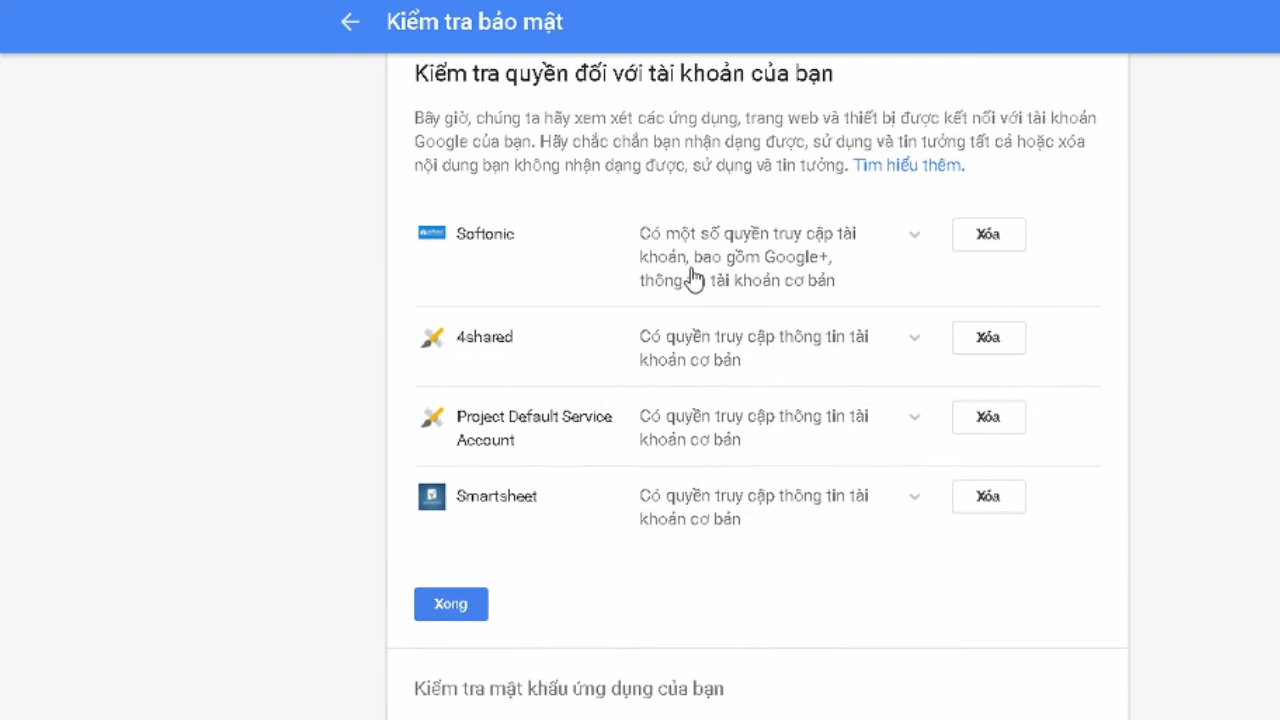 Kiểm tra bảo mật
Kiểm tra quyền đối với tài khoản của bạn
Bây giờ, chúng ta hãy xem xét các ứng dụng, trang web và thiết bị được kết nối với tài khoản
Google của bạn. Hãy chắc chắn bạn nhận dạng được, sử dụng và tin tưởng tất cả hoặc xóa
nội dung bạn không nhận dạng được, sử dụng và tin tưởng. Tìm hiểu thêm.
Softonic
Có một số quyền truy cập tài
khoản, bao gồm Google+,
thông tài khoản cơ bản
Xóa
4shared
Có quyền truy cập thông tin tài
khoản cơ bản
Xóa
Project Default Service
Account
Có quyền truy cập thông tin tài
khoản cơ bản
Xóa
Smartsheet
Có quyền truy cập thông tin tài
khoản cơ bản
Xóa
Xong
Kiểm tra mật khẩu ứng dụng của bạn